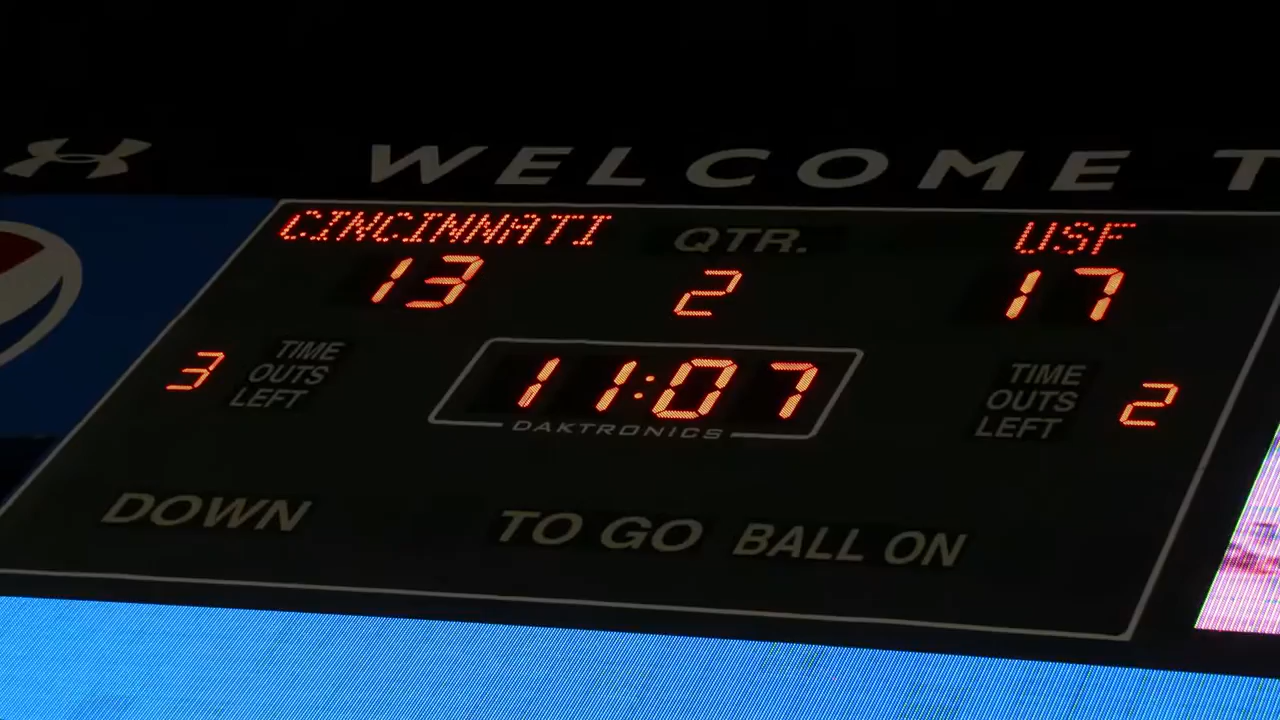 WELCOME T
CINCINNATI QTR. USF
13 2 17
3 TIME OUTS LEFT 11:07 TIME OUTS LEFT 2
DAKTRONICS
DOWN TO GO BALL ON